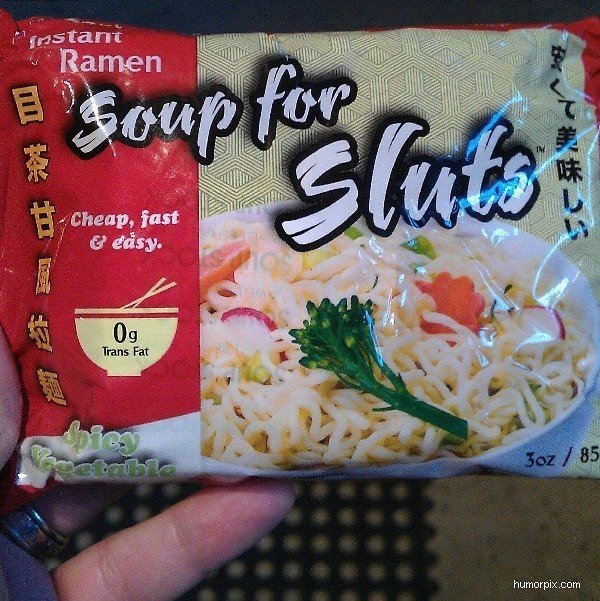 Instant
Ramen
Soup for
Sluts™
目茶甘風拉麺
安くて美味しい
Cheap, fast
& easy.
0g
Trans Fat
Spicy
Vegetable
3oz / 85
humorpix.com